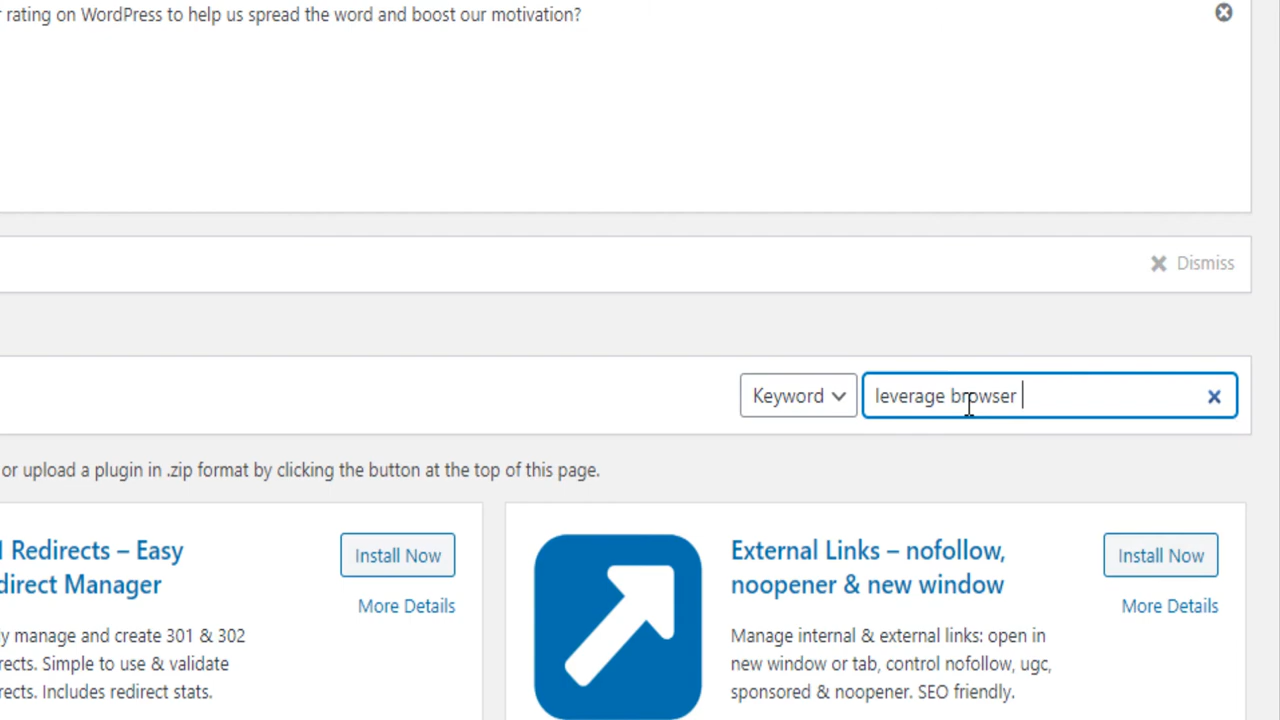 rating on WordPress to help us spread the word and boost our motivation?
Dismiss
Keyword
leverage browser
or upload a plugin in .zip format by clicking the button at the top of this page.
Redirects – Easy
direct Manager
Install Now
More Details
manage and create 301 & 302
rects. Simple to use & validate
rects. Includes redirect stats.
External Links – nofollow,
noopener & new window
Install Now
More Details
Manage internal & external links: open in
new window or tab, control nofollow, ugc,
sponsored & noopener. SEO friendly.